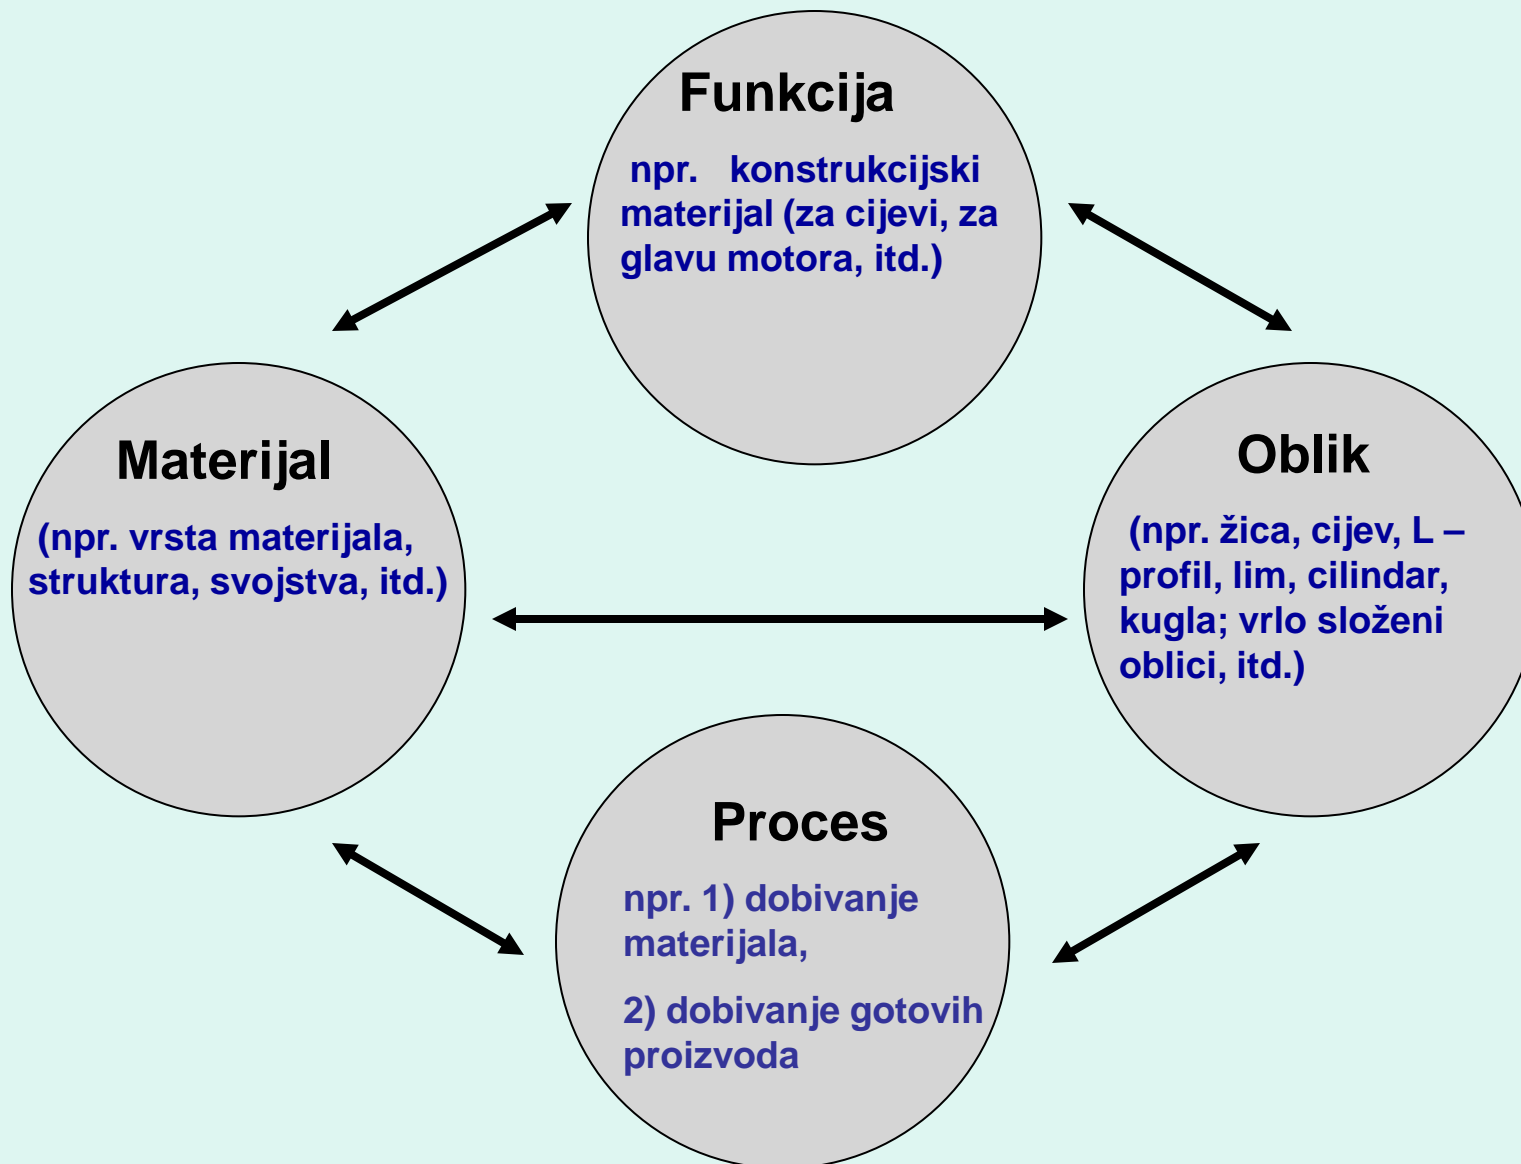 Funkcija
npr. konstrukcijski
materijal (za cijevi, za
glavu motora, itd.)
Materijal
(npr. vrsta materijala,
struktura, svojstva, itd.)
Oblik
(npr. žica, cijev, L –
profil, lim, cilindar,
kugla; vrlo složeni
oblici, itd.)
Proces
npr. 1) dobivanje
materijala,
2) dobivanje gotovih
proizvoda